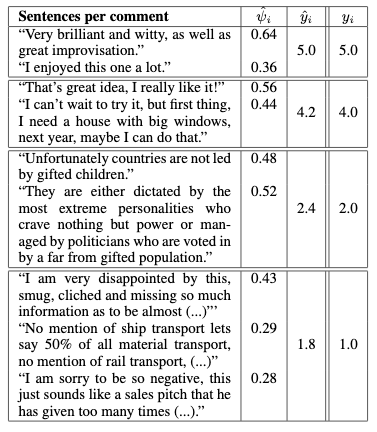 Sentences per comment ψ̂ᵢ ŷᵢ yᵢ
“Very brilliant and witty, as well as 0.64
great improvisation.” 5.0 5.0
“I enjoyed this one a lot.” 0.36
“That’s great idea, I really like it!” 0.56
“I can’t wait to try it, but first thing, 0.44
I need a house with big windows, 4.2 4.0
next year, maybe I can do that.”
“Unfortunately countries are not led 0.48
by gifted children.”
“They are either dictated by the 0.52
most extreme personalities who 2.4 2.0
crave nothing but power or man-
aged by politicians who are voted in
by a far from gifted population.”
“I am very disappointed by this, 0.43
smug, cliched and missing so much
information as to be almost (...)”’
“No mention of ship transport lets 0.29
say 50% of all material transport, 1.8 1.0
no mention of rail transport, (...)”
“I am sorry to be so negative, this 0.28
just sounds like a sales pitch that he
has given too many times (...).”